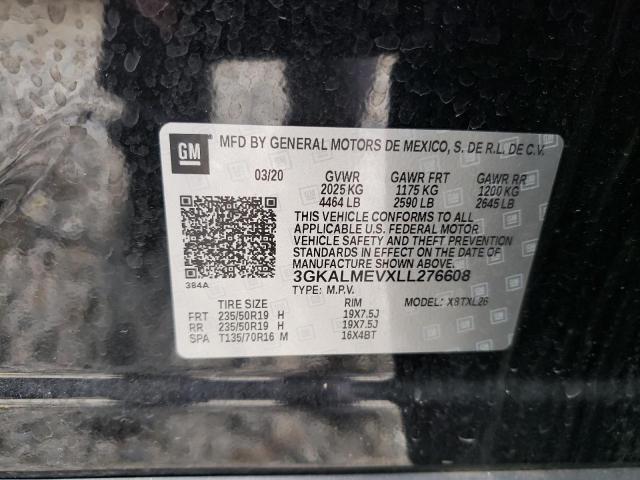 GM MFD BY GENERAL MOTORS DE MEXICO, S. DE R.L. DE C.V.
03/20 GVWR GAWR FRT GAWR RR
2025 KG 1175 KG 1200 KG
4464 LB 2590 LB 2645 LB
THIS VEHICLE CONFORMS TO ALL
APPLICABLE U.S. FEDERAL MOTOR
VEHICLE SAFETY AND THEFT PREVENTION
STANDARDS IN EFFECT ON THE DATE OF
MANUFACTURE SHOWN ABOVE.
3GKALMEVXLL276608
384A TYPE: M.P.V. MODEL: X8TXL26
TIRE SIZE RIM
FRT 235/50R19 H 19X7.5J
RR 235/50R19 H 19X7.5J
SPA T135/70R16 M 16X4BT